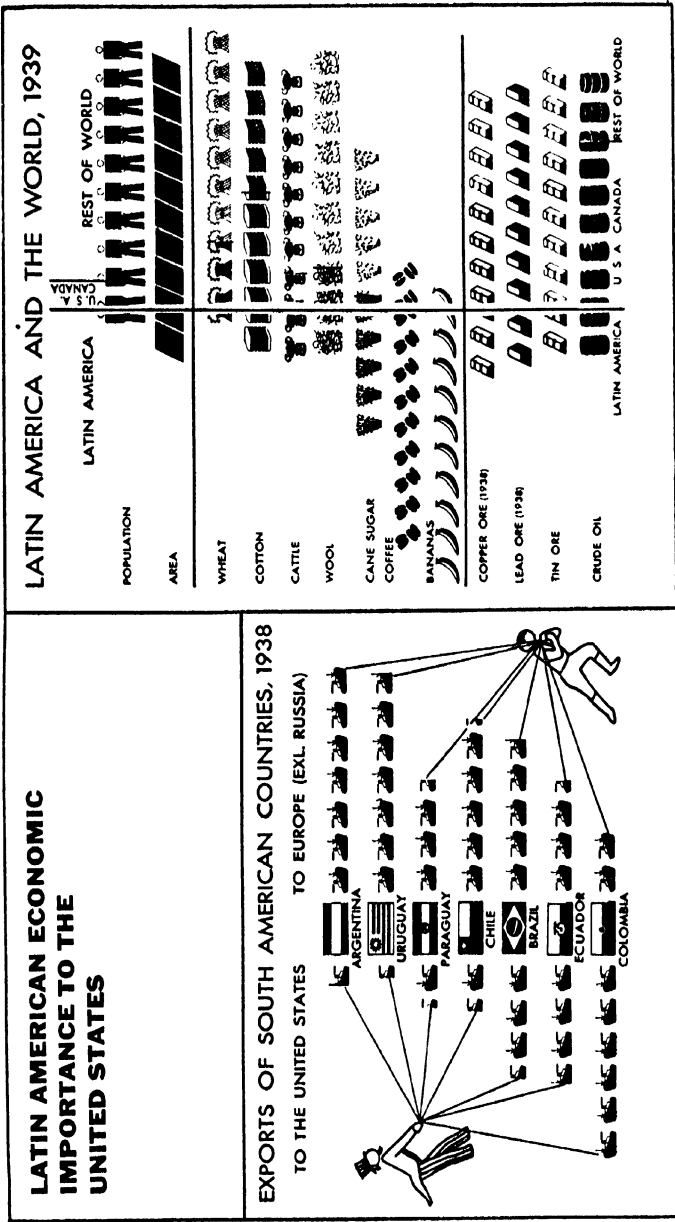 LATIN AMERICAN ECONOMIC
IMPORTANCE TO THE
UNITED STATES
EXPORTS OF SOUTH AMERICAN COUNTRIES, 1938
TO THE UNITED STATES TO EUROPE (EXL. RUSSIA)
ARGENTINA
URUGUAY
PARAGUAY
CHILE
BRAZIL
ECUADOR
COLOMBIA
LATIN AMERICA AND THE WORLD, 1939
LATIN AMERICA U S A CANADA REST OF WORLD
POPULATION
AREA
WHEAT
COTTON
CATTLE
WOOL
CANE SUGAR
COFFEE
BANANAS
COPPER ORE (1938)
LEAD ORE (1938)
TIN ORE
CRUDE OIL
LATIN AMERICA U S A CANADA REST OF WORLD